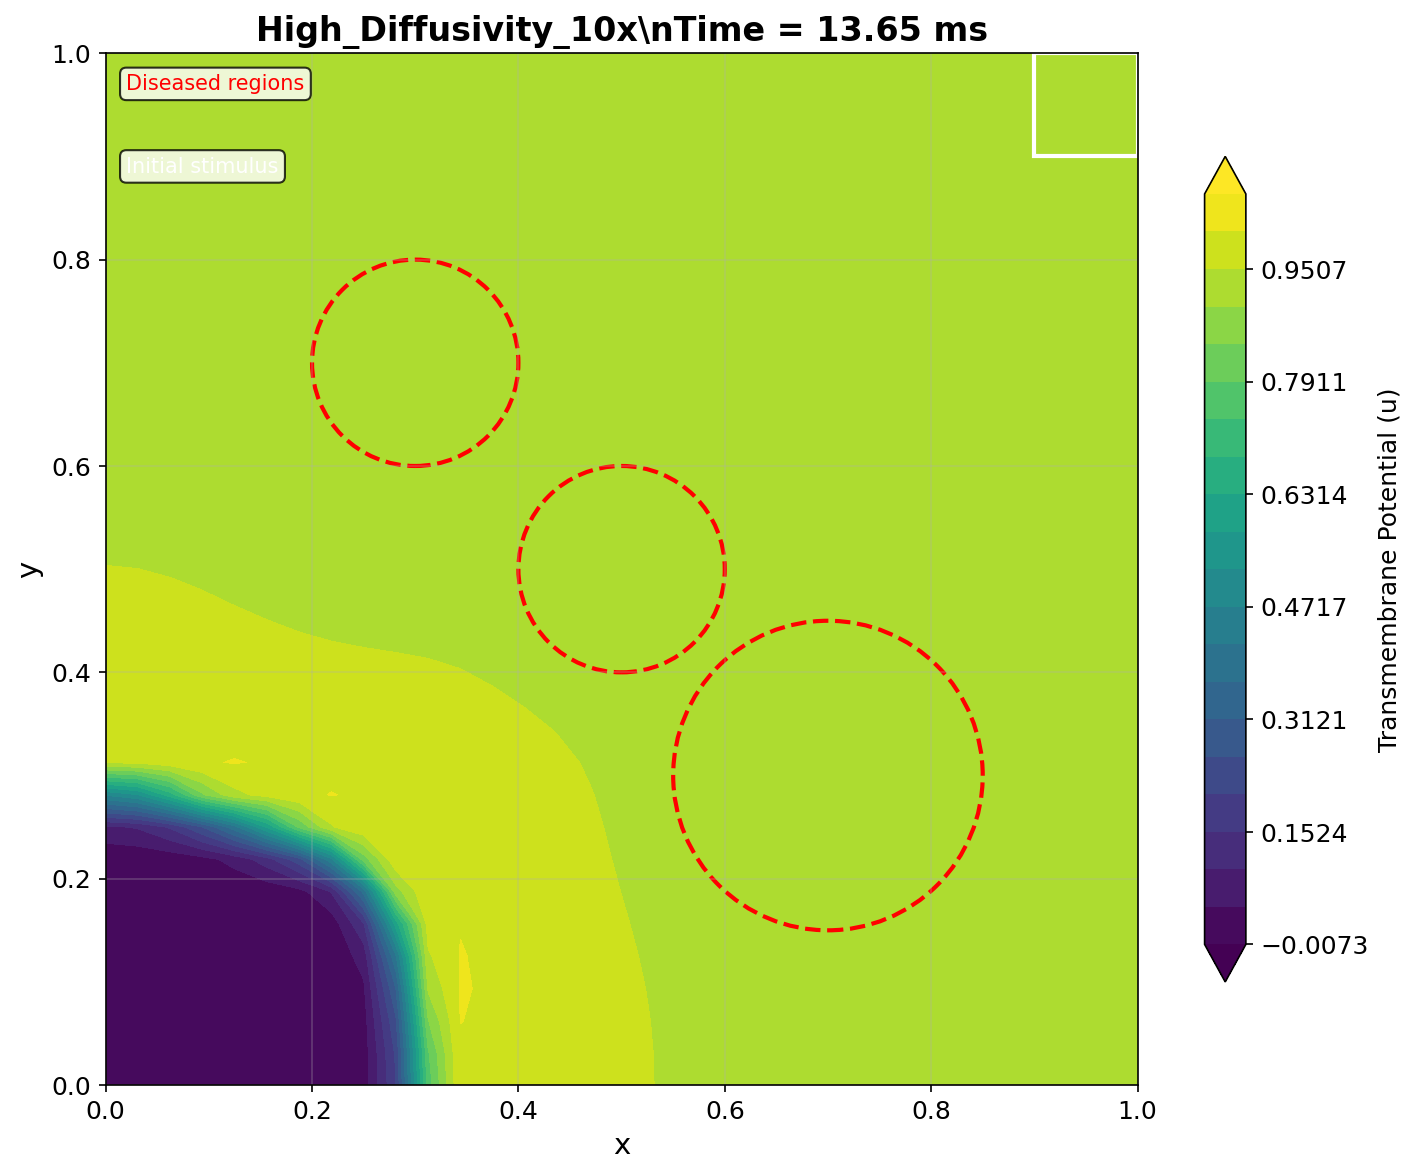 High_Diffusivity_10x\nTime = 13.65 ms
Diseased regions
Initial stimulus
1.0
0.8
0.6
0.4
0.2
0.0
y
0.0 0.2 0.4 0.6 0.8 1.0
x
0.9507
0.7911
0.6314
0.4717
0.3121
0.1524
−0.0073
Transmembrane Potential (u)